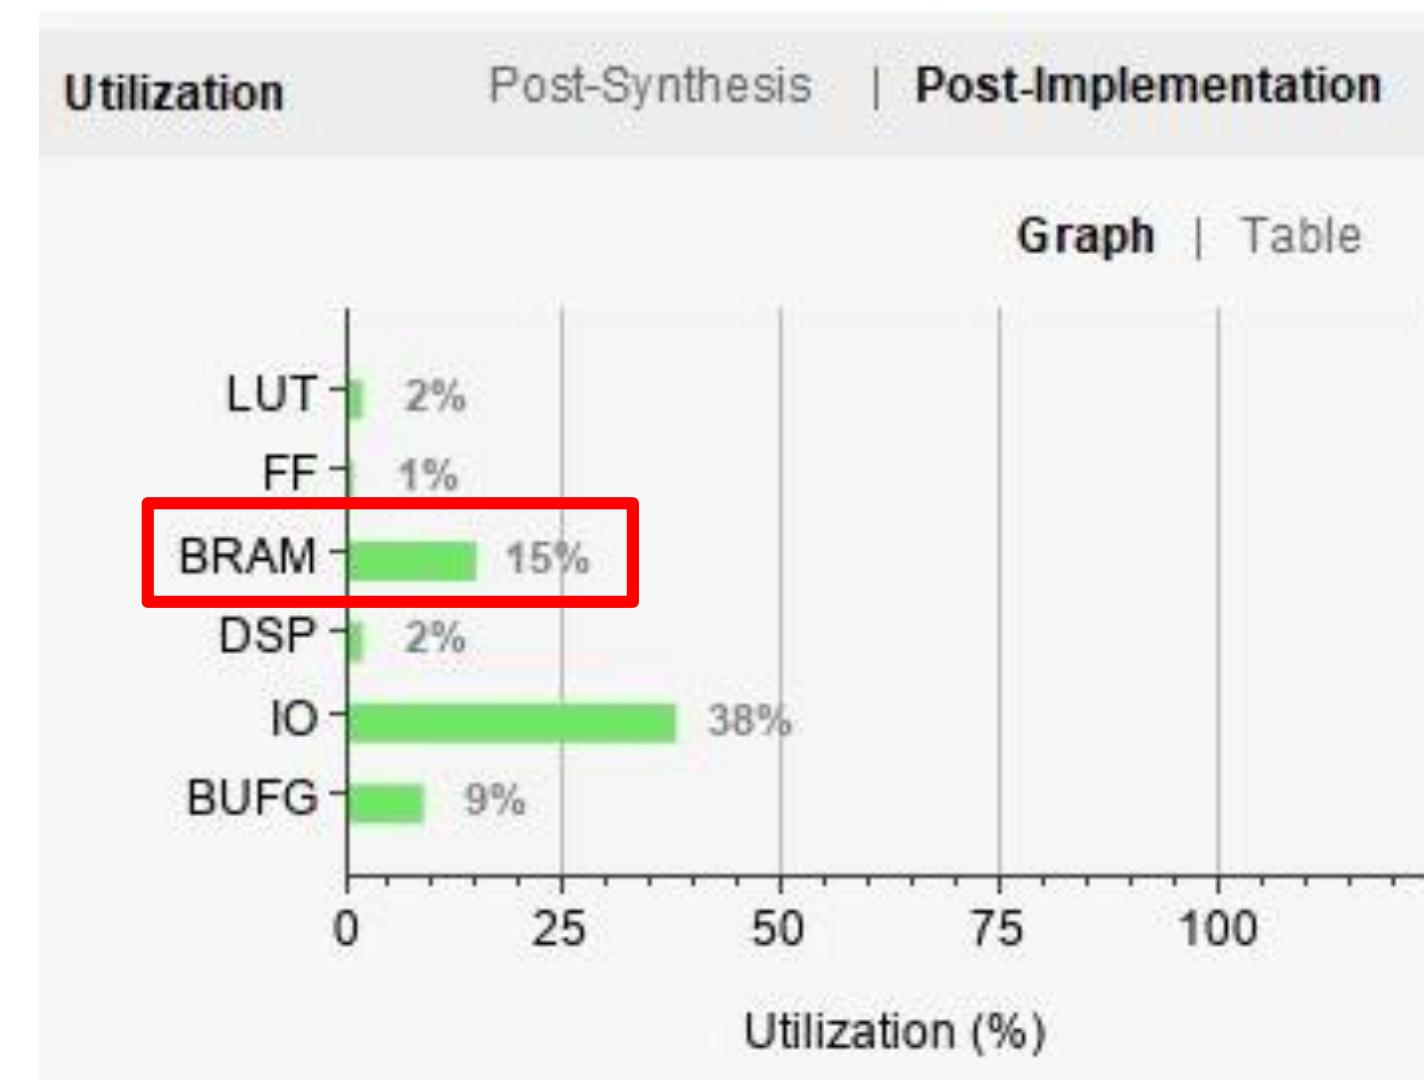 Utilization Post-Synthesis | Post-Implementation
Graph | Table
LUT 2%
FF 1%
BRAM 15%
DSP 2%
IO 38%
BUFG 9%
0 25 50 75 100
Utilization (%)